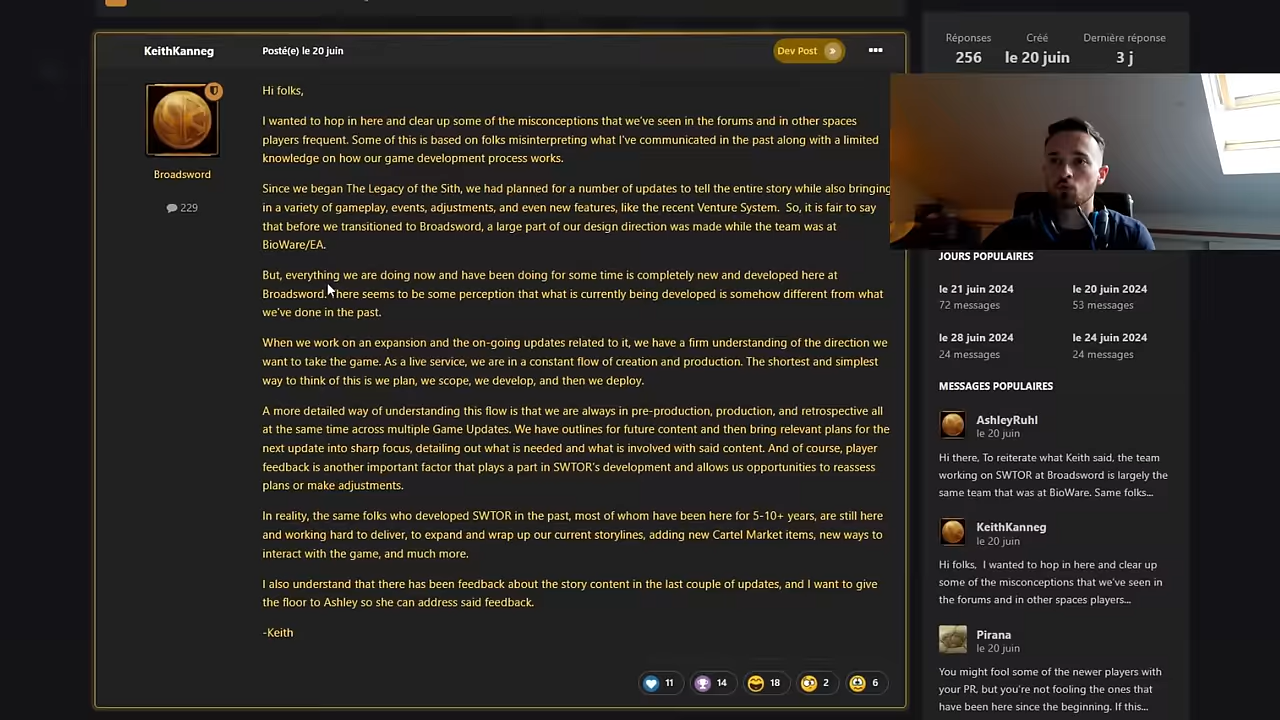 KeithKanneg
Posté(e) le 20 juin
Dev Post
Broadsword
229
Hi folks,
I wanted to hop in here and clear up some of the misconceptions that we've seen in the forums and in other spaces
players frequent. Some of this is based on folks misinterpreting what I've communicated in the past along with a limited
knowledge on how our game development process works.
Since we began The Legacy of the Sith, we had planned for a number of updates to tell the entire story while also bringing
in a variety of gameplay, events, adjustments, and even new features, like the recent Venture System. So, it is fair to say
that before we transitioned to Broadsword, a large part of our design direction was made while the team was at
BioWare/EA.
But, everything we are doing now and have been doing for some time is completely new and developed here at
Broadsword. There seems to be some perception that what is currently being developed is somehow different from what
we've done in the past.
When we work on an expansion and the on-going updates related to it, we have a firm understanding of the direction we
want to take the game. As a live service, we are in a constant flow of creation and production. The shortest and simplest
way to think of this is we plan, we scope, we develop, and then we deploy.
A more detailed way of understanding this flow is that we are always in pre-production, production, and retrospective all
at the same time across multiple Game Updates. We have outlines for future content and then bring relevant plans for the
next update into sharp focus, detailing out what is needed and what is involved with said content. And of course, player
feedback is another important factor that plays a part in SWTOR's development and allows us opportunities to reassess
plans or make adjustments.
In reality, the same folks who developed SWTOR in the past, most of whom have been here for 5-10+ years, are still here
and working hard to deliver, to expand and wrap up our current storylines, adding new Cartel Market items, new ways to
interact with the game, and much more.
I also understand that there has been feedback about the story content in the last couple of updates, and I want to give
the floor to Ashley so she can address said feedback.
-Keith
11
14
18
2
6
Réponses
Créé
Dernière réponse
256
le 20 juin
3 j
JOURS POPULAIRES
le 21 juin 2024
le 20 juin 2024
72 messages
53 messages
le 28 juin 2024
le 24 juin 2024
24 messages
24 messages
MESSAGES POPULAIRES
AshleyRuhl
le 20 juin
Hi there, To reiterate what Keith said, the team
working on SWTOR at Broadsword is largely the
same team that was at BioWare. Same folks...
KeithKanneg
le 20 juin
Hi folks, I wanted to hop in here and clear up
some of the misconceptions that we've seen in
the forums and in other spaces players...
Pirana
le 20 juin
You might fool some of the newer players with
your PR, but you're not fooling the ones that
have been here since the beginning. If this...